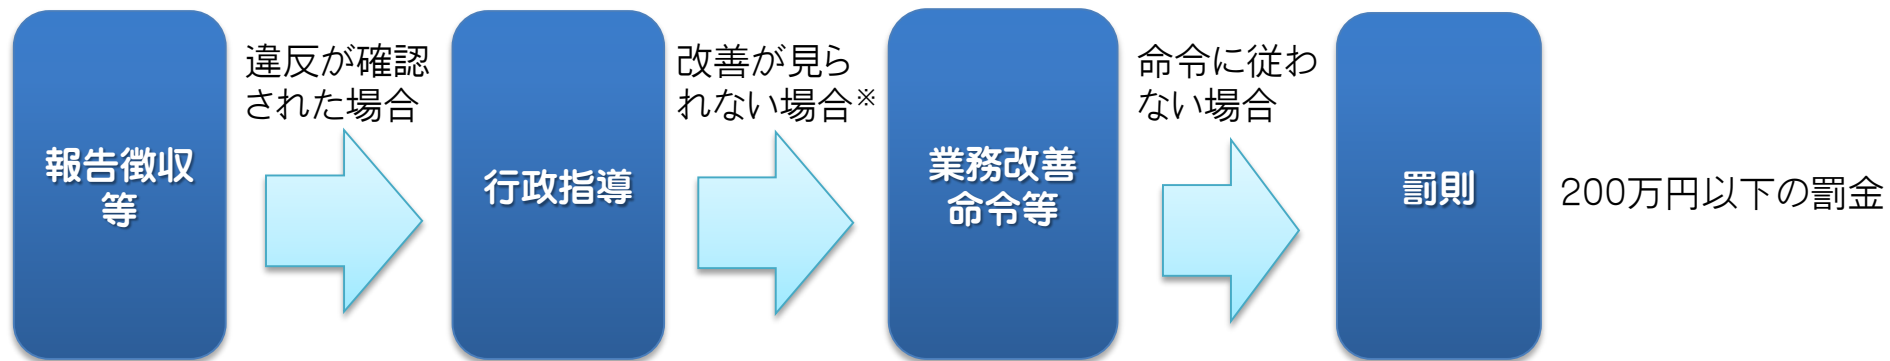 報告徴収
等
違反が確認
された場合
行政指導
改善が見ら
れない場合※
業務改善
命令等
命令に従わ
ない場合
罰則
200万円以下の罰金